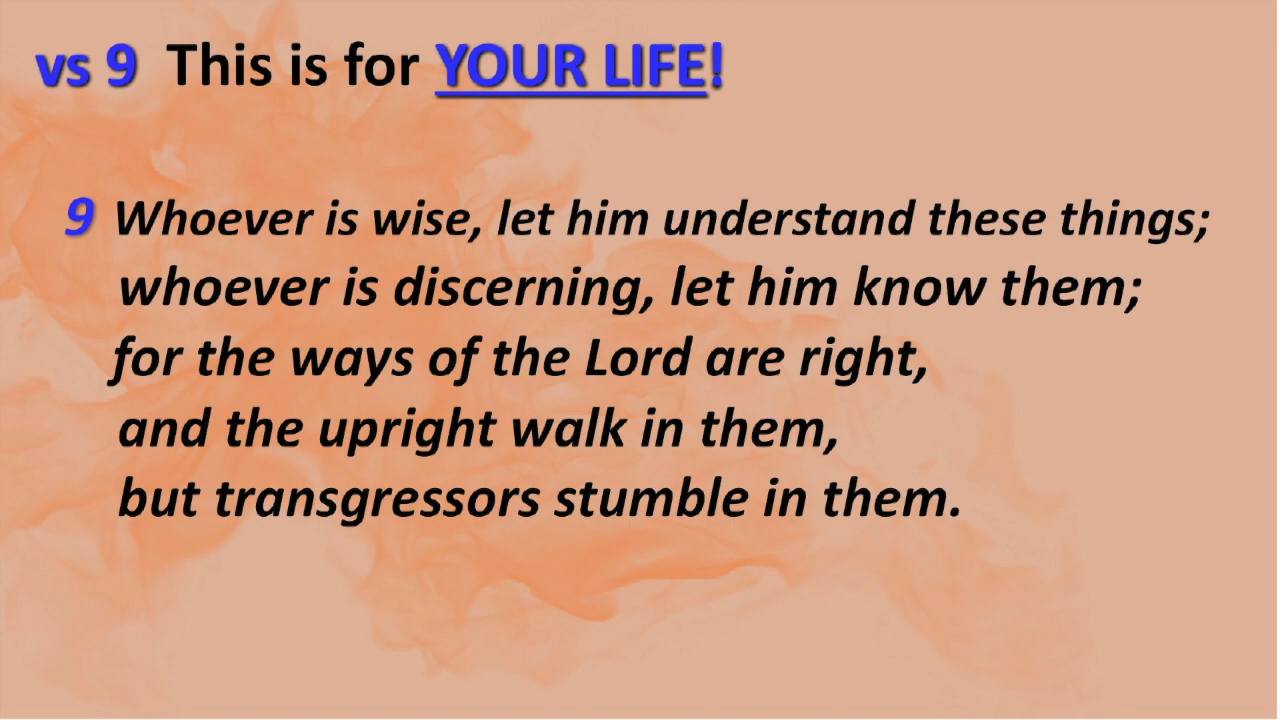 vs 9 This is for YOUR LIFE!
9 Whoever is wise, let him understand these things;
whoever is discerning, let him know them;
for the ways of the Lord are right,
and the upright walk in them,
but transgressors stumble in them.